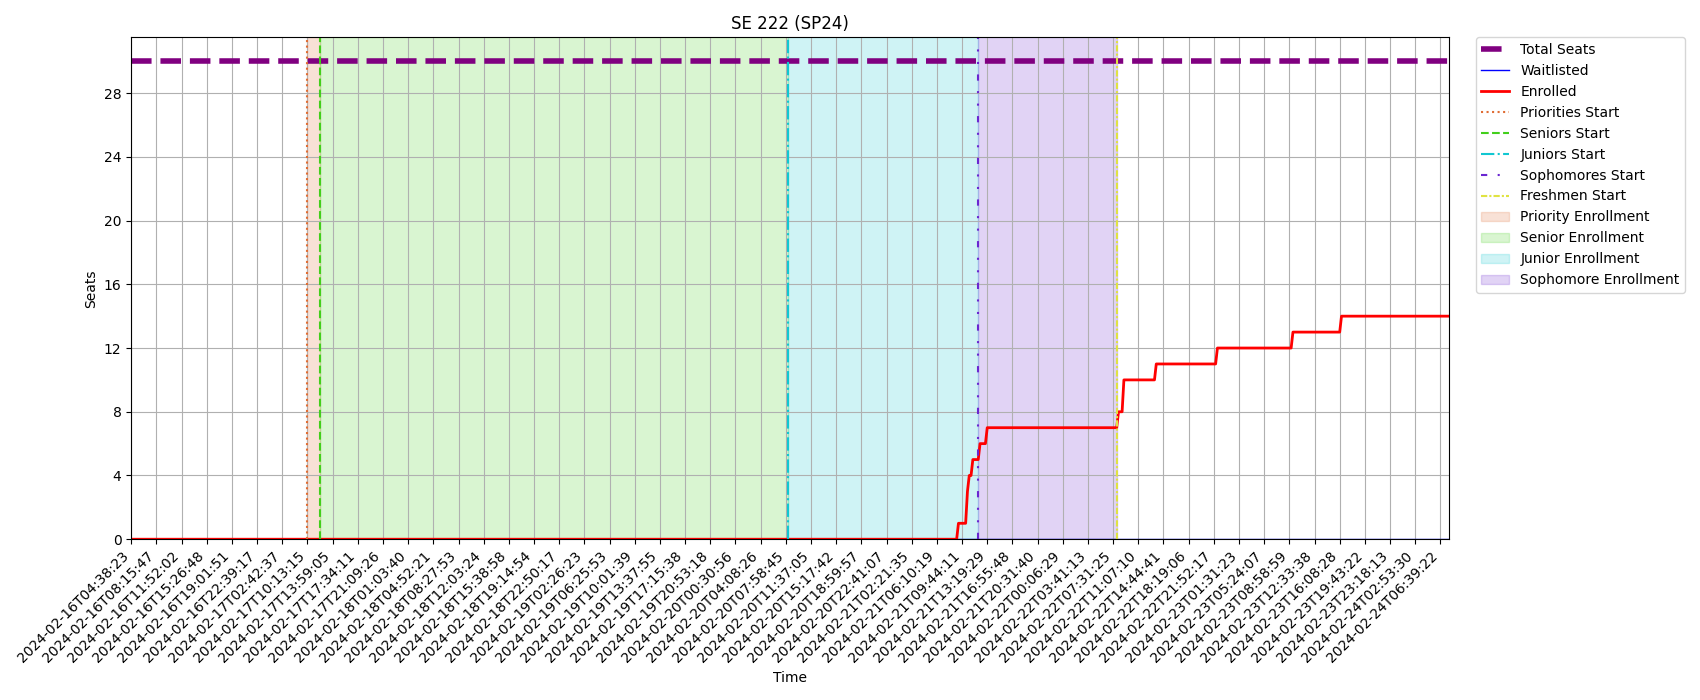 SE 222 (SP24)
Total Seats
Waitlisted
Enrolled
Priorities Start
Seniors Start
Juniors Start
Sophomores Start
Freshmen Start
Priority Enrollment
Senior Enrollment
Junior Enrollment
Sophomore Enrollment
Seats
28
24
20
16
12
8
4
0
2024-02-16T04:38:23
2024-02-16T08:15:47
2024-02-16T11:52:02
2024-02-16T15:26:48
2024-02-16T19:01:51
2024-02-16T22:39:17
2024-02-17T02:42:37
2024-02-17T10:13:15
2024-02-17T13:59:05
2024-02-17T17:34:11
2024-02-17T21:09:26
2024-02-18T01:03:40
2024-02-18T04:52:21
2024-02-18T08:27:53
2024-02-18T12:03:24
2024-02-18T15:38:58
2024-02-18T19:14:54
2024-02-18T22:50:17
2024-02-19T02:26:23
2024-02-19T06:25:53
2024-02-19T10:01:39
2024-02-19T13:37:55
2024-02-19T17:15:38
2024-02-19T20:53:18
2024-02-20T00:30:56
2024-02-20T04:08:26
2024-02-20T07:58:45
2024-02-20T11:37:05
2024-02-20T15:17:42
2024-02-20T18:59:57
2024-02-20T22:41:07
2024-02-21T02:21:35
2024-02-21T06:10:19
2024-02-21T09:44:11
2024-02-21T13:19:29
2024-02-21T16:55:48
2024-02-21T20:31:40
2024-02-22T00:06:29
2024-02-22T03:41:13
2024-02-22T07:31:25
2024-02-22T11:07:10
2024-02-22T14:44:41
2024-02-22T18:19:06
2024-02-22T21:52:17
2024-02-23T01:31:23
2024-02-23T05:24:07
2024-02-23T08:58:59
2024-02-23T12:33:38
2024-02-23T16:08:28
2024-02-23T19:43:22
2024-02-23T23:18:13
2024-02-24T02:53:30
2024-02-24T06:39:22
Time